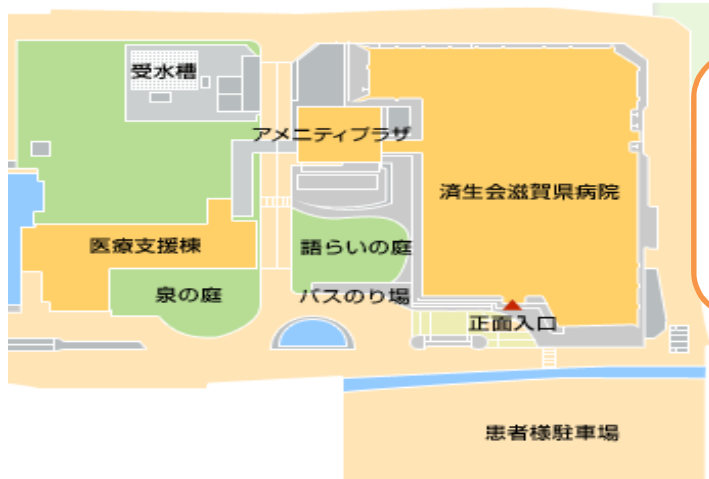 受水槽
アメニティプラザ
済生会滋賀県病院
医療支援棟
語らいの庭
泉の庭
バスのり場
正面入口
患者様駐車場